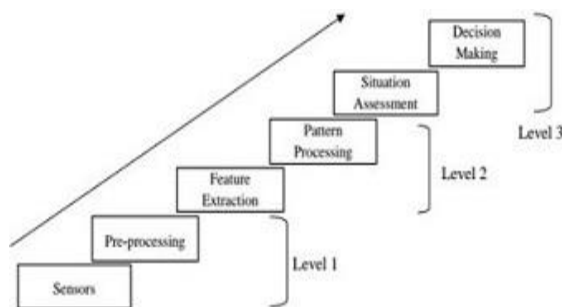 Decision
Making
Situation
Assessment
Level 3
Pattern
Processing
Level 2
Feature
Extraction
Pre-processing
Level 1
Sensors